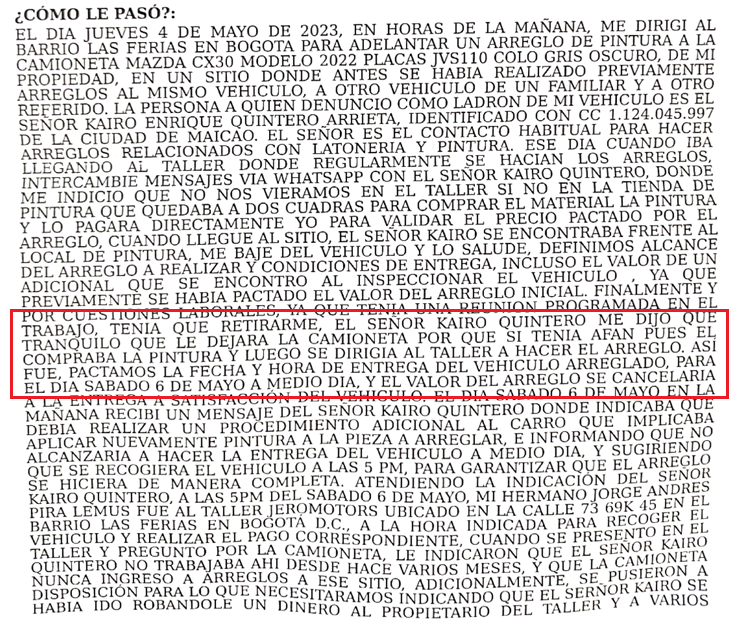 ¿CÓMO LE PASÓ?:
EL DIA JUEVES 4 DE MAYO DE 2023, EN HORAS DE LA MAÑANA, ME DIRIGI AL
BARRIO LAS FERIAS EN BOGOTA PARA ADELANTAR UN ARREGLO DE PINTURA A LA
CAMIONETA MAZDA CX30 MODELO 2022 PLACAS JVS110 COLO GRIS OSCURO, DE MI
PROPIEDAD, EN UN SITIO DONDE ANTES SE HABIA REALIZADO PREVIAMENTE
ARREGLOS AL MISMO VEHICULO, A OTRO VEHICULO DE UN FAMILIAR Y A OTRO
REFERIDO. LA PERSONA A QUIEN DENUNCIO COMO LADRON DE MI VEHICULO ES EL
SEÑOR KAIRO ENRIQUE QUINTERO ARRIETA, IDENTIFICADO CON CC 1.124.045.997
DE LA CIUDAD DE MAICAO. EL SEÑOR ES EL CONTACTO HABITUAL PARA HACER
ARREGLOS RELACIONADOS CON LATONERIA Y PINTURA. ESE DIA CUANDO IBA
LLEGANDO AL TALLER DONDE REGULARMENTE SE HACIAN LOS ARREGLOS,
INTERCAMBIE MENSAJES VIA WHATSAPP CON EL SEÑOR KAIRO QUINTERO, DONDE
ME INDICIO QUE NO NOS VIERAMOS EN EL TALLER SI NO EN LA TIENDA DE
PINTURA QUE QUEDABA A DOS CUADRAS PARA COMPRAR EL MATERIAL LA PINTURA
Y LO PAGARA DIRECTAMENTE YO PARA VALIDAR EL PRECIO PACTADO POR EL
ARREGLO, CUANDO LLEGUE AL SITIO, EL SEÑOR KAIRO SE ENCONTRABA FRENTE AL
LOCAL DE PINTURA, ME BAJE DEL VEHICULO Y LO SALUDE, DEFINIMOS ALCANCE
DEL ARREGLO A REALIZAR Y CONDICIONES DE ENTREGA, INCLUSO EL VALOR DE UN
ADICIONAL QUE SE ENCONTRO AL INSPECCIONAR EL VEHICULO , YA QUE
PREVIAMENTE SE HABIA PACTADO EL VALOR DEL ARREGLO INICIAL. FINALMENTE Y
POR CUESTIONES LABORALES, YA QUE TENIA UNA REUNION PROGRAMADA EN EL
TRABAJO, TENIA QUE RETIRARME, EL SEÑOR KAIRO QUINTERO ME DIJO QUE
TRANQUILO QUE LE DEJARA LA CAMIONETA POR QUE SI TENIA AFAN PUES EL
COMPRABA LA PINTURA Y LUEGO SE DIRIGIA AL TALLER A HACER EL ARREGLO. ASÍ
FUE, PACTAMOS LA FECHA Y HORA DE ENTREGA DEL VEHICULO ARREGLADO, PARA
EL DIA SABADO 6 DE MAYO A MEDIO DIA, Y EL VALOR DEL ARREGLO SE CANCELARIA
A LA ENTREGA A SATISFACCIÓN DEL VEHICULO. EL DIA SABADO 6 DE MAYO EN LA
MAÑANA RECIBI UN MENSAJE DEL SEÑOR KAIRO QUINTERO DONDE INDICABA QUE
DEBIA REALIZAR UN PROCEDIMIENTO ADICIONAL AL CARRO QUE IMPLICABA
APLICAR NUEVAMENTE PINTURA A LA PIEZA A ARREGLAR, E INFORMANDO QUE NO
ALCANZARIA A HACER LA ENTREGA DEL VEHICULO A MEDIO DIA, Y SUGIRIENDO
QUE SE RECOGIERA EL VEHICULO A LAS 5 PM, PARA GARANTIZAR QUE EL ARREGLO
SE HICIERA DE MANERA COMPLETA. ATENDIENDO LA INDICACIÓN DEL SEÑOR
KAIRO QUINTERO, A LAS 5PM DEL SABADO 6 DE MAYO, MI HERMANO JORGE ANDRES
PIRA LEMUS FUE AL TALLER JEROMOTORS UBICADO EN LA CALLE 73 69K 45 EN EL
BARRIO LAS FERIAS EN BOGOTÁ D.C., A LA HORA INDICADA PARA RECOGER EL
VEHICULO Y REALIZAR EL PAGO CORRESPONDIENTE, CUANDO SE PRESENTO EN EL
TALLER Y PREGUNTO POR LA CAMIONETA, LE INDICARON QUE EL SEÑOR KAIRO
QUINTERO NO TRABAJABA AHI DESDE HACE VARIOS MESES, Y QUE LA CAMIONETA
NUNCA INGRESO A ARREGLOS A ESE SITIO, ADICIONALMENTE, SE PUSIERON A
DISPOSICIÓN PARA LO QUE NECESITARAMOS INDICANDO QUE EL SERÑOR KAIRO SE
HABIA IDO ROBANDOLE UN DINERO AL PROPIETARIO DEL TALLER Y A VARIOS